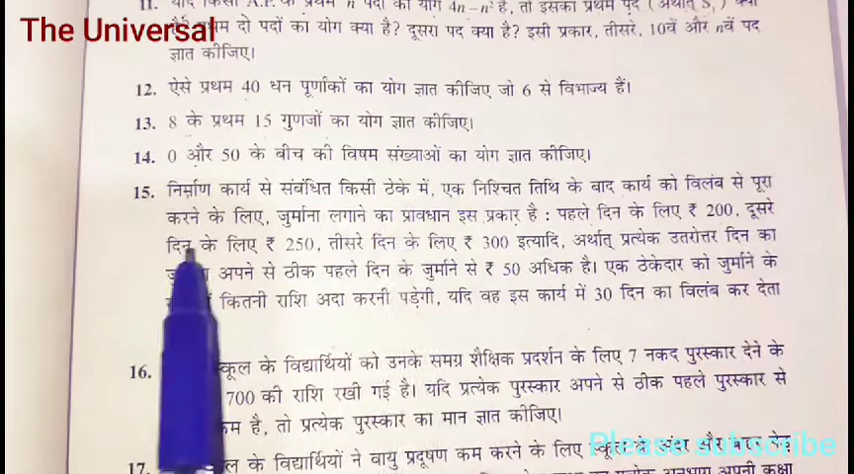 11. यदि किसी A.P. के प्रथम n पदों का योग 4n – n² है, तो इसका प्रथम पद (अर्थात् S₁) क्या
The Universal
प्रथम दो पदों का योग क्या है? दूसरा पद क्या है? इसी प्रकार, तीसरे, 10वें और nवें पद
ज्ञात कीजिए।
12. ऐसे प्रथम 40 धन पूर्णांकों का योग ज्ञात कीजिए जो 6 से विभाज्य हैं।
13. 8 के प्रथम 15 गुणजों का योग ज्ञात कीजिए।
14. 0 और 50 के बीच की विषम संख्याओं का योग ज्ञात कीजिए।
15. निर्माण कार्य से संबंधित किसी ठेके में, एक निश्चित तिथि के बाद कार्य को विलंब से पूरा
करने के लिए, जुर्माना लगाने का प्रावधान इस प्रकार है : पहले दिन के लिए ₹ 200, दूसरे
दिन के लिए ₹ 250, तीसरे दिन के लिए ₹ 300 इत्यादि, अर्थात् प्रत्येक उतरोत्तर दिन का
अपने से ठीक पहले दिन के जुर्माने से ₹ 50 अधिक है। एक ठेकेदार को जुर्माने के
कितनी राशि अदा करनी पड़ेगी, यदि वह इस कार्य में 30 दिन का विलंब कर देता
16. स्कूल के विद्यार्थियों को उनके समग्र शैक्षिक प्रदर्शन के लिए 7 नकद पुरस्कार देने के
700 की राशि रखी गई है। यदि प्रत्येक पुरस्कार अपने से ठीक पहले पुरस्कार से
कम है, तो प्रत्येक पुरस्कार का मान ज्ञात कीजिए।
Please subscribe
17. के विद्यार्थियों ने वायु प्रदूषण कम करने के लिए स्कूल के अंदर और बाहर पेड़